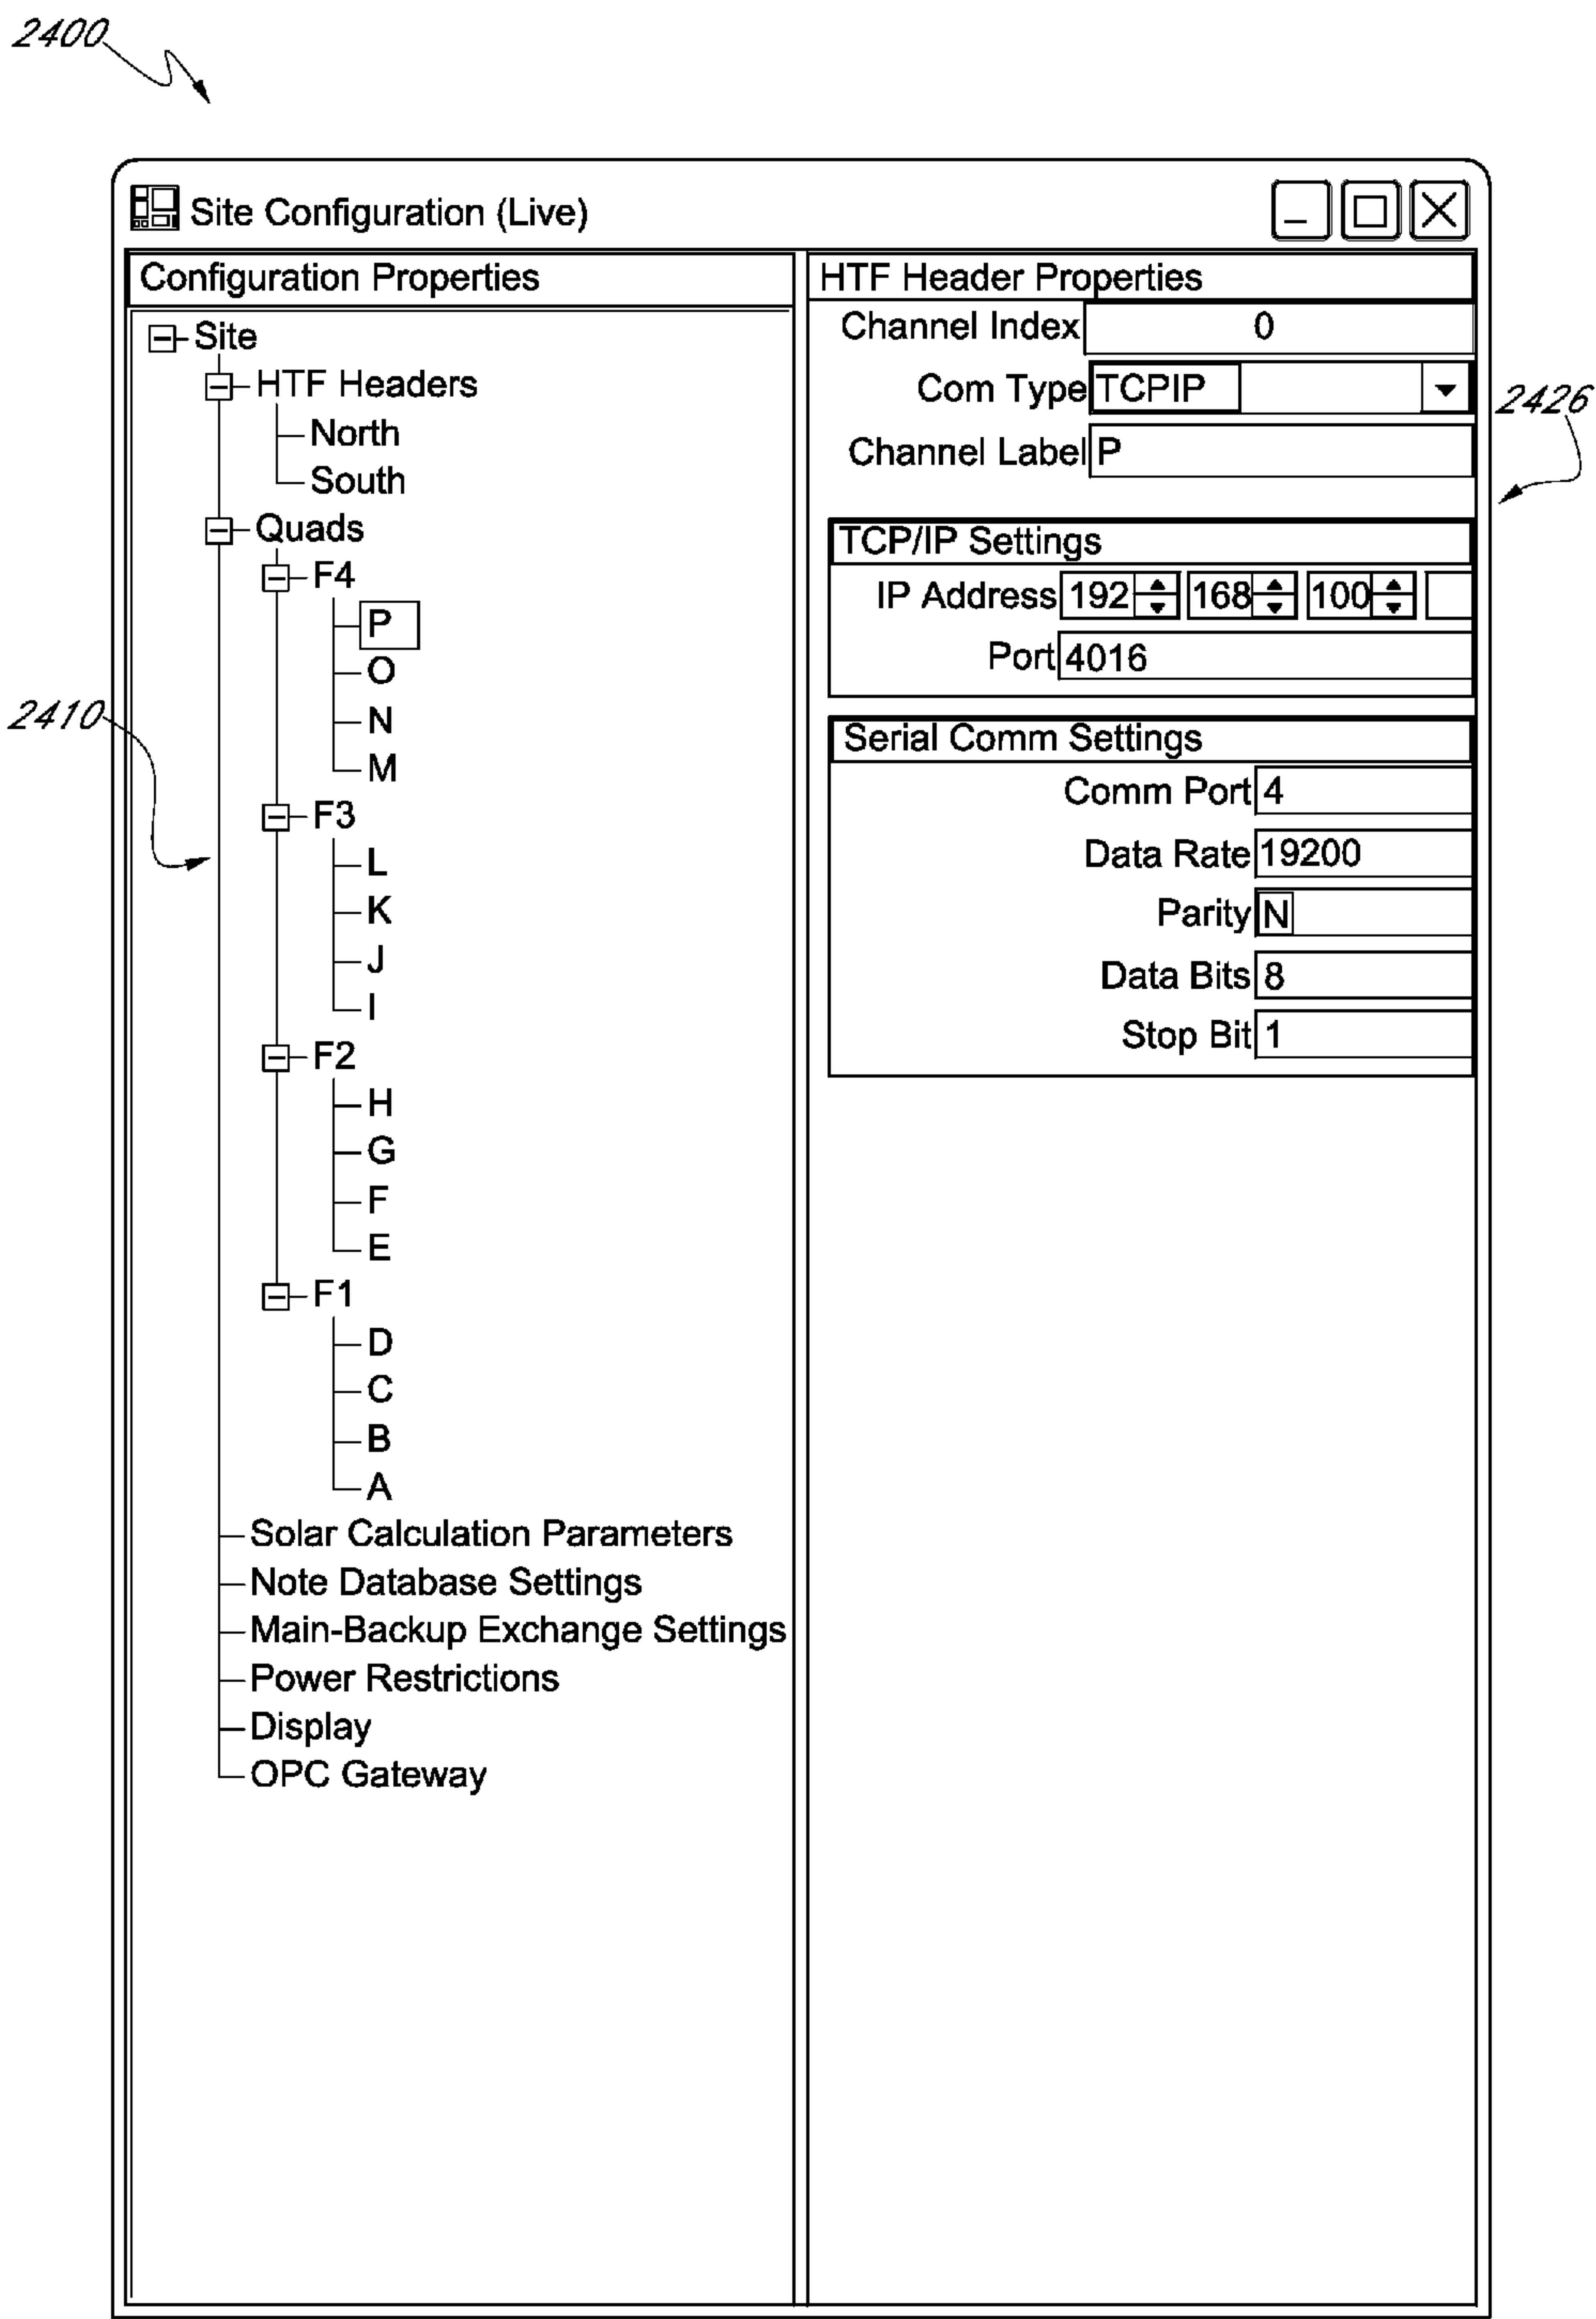 2400
Site Configuration (Live)
Configuration Properties
Site
HTF Headers
North
South
Quads
F4
P
O
N
M
F3
L
K
J
I
F2
H
G
F
E
F1
D
C
B
A
Solar Calculation Parameters
Note Database Settings
Main-Backup Exchange Settings
Power Restrictions
Display
OPC Gateway
2410
HTF Header Properties
Channel Index 0
Com Type TCPIP
Channel Label P
TCP/IP Settings
IP Address 192 168 100
Port 4016
Serial Comm Settings
Comm Port 4
Data Rate 19200
Parity N
Data Bits 8
Stop Bit 1
2426